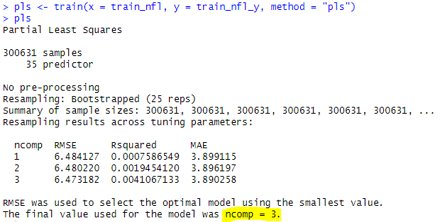 > pls <- train(x = train_nfl, y = train_nfl_y, method = "pls")
> pls
Partial Least Squares
300631 samples
35 predictor
No pre-processing
Resampling: Bootstrapped (25 reps)
Summary of sample sizes: 300631, 300631, 300631, 300631, 300631, 300631, ...
Resampling results across tuning parameters:
ncomp RMSE Rsquared MAE
1 6.484127 0.0007586549 3.899115
2 6.480220 0.0019454120 3.896197
3 6.473182 0.0041067133 3.890258
RMSE was used to select the optimal model using the smallest value.
The final value used for the model was ncomp = 3.